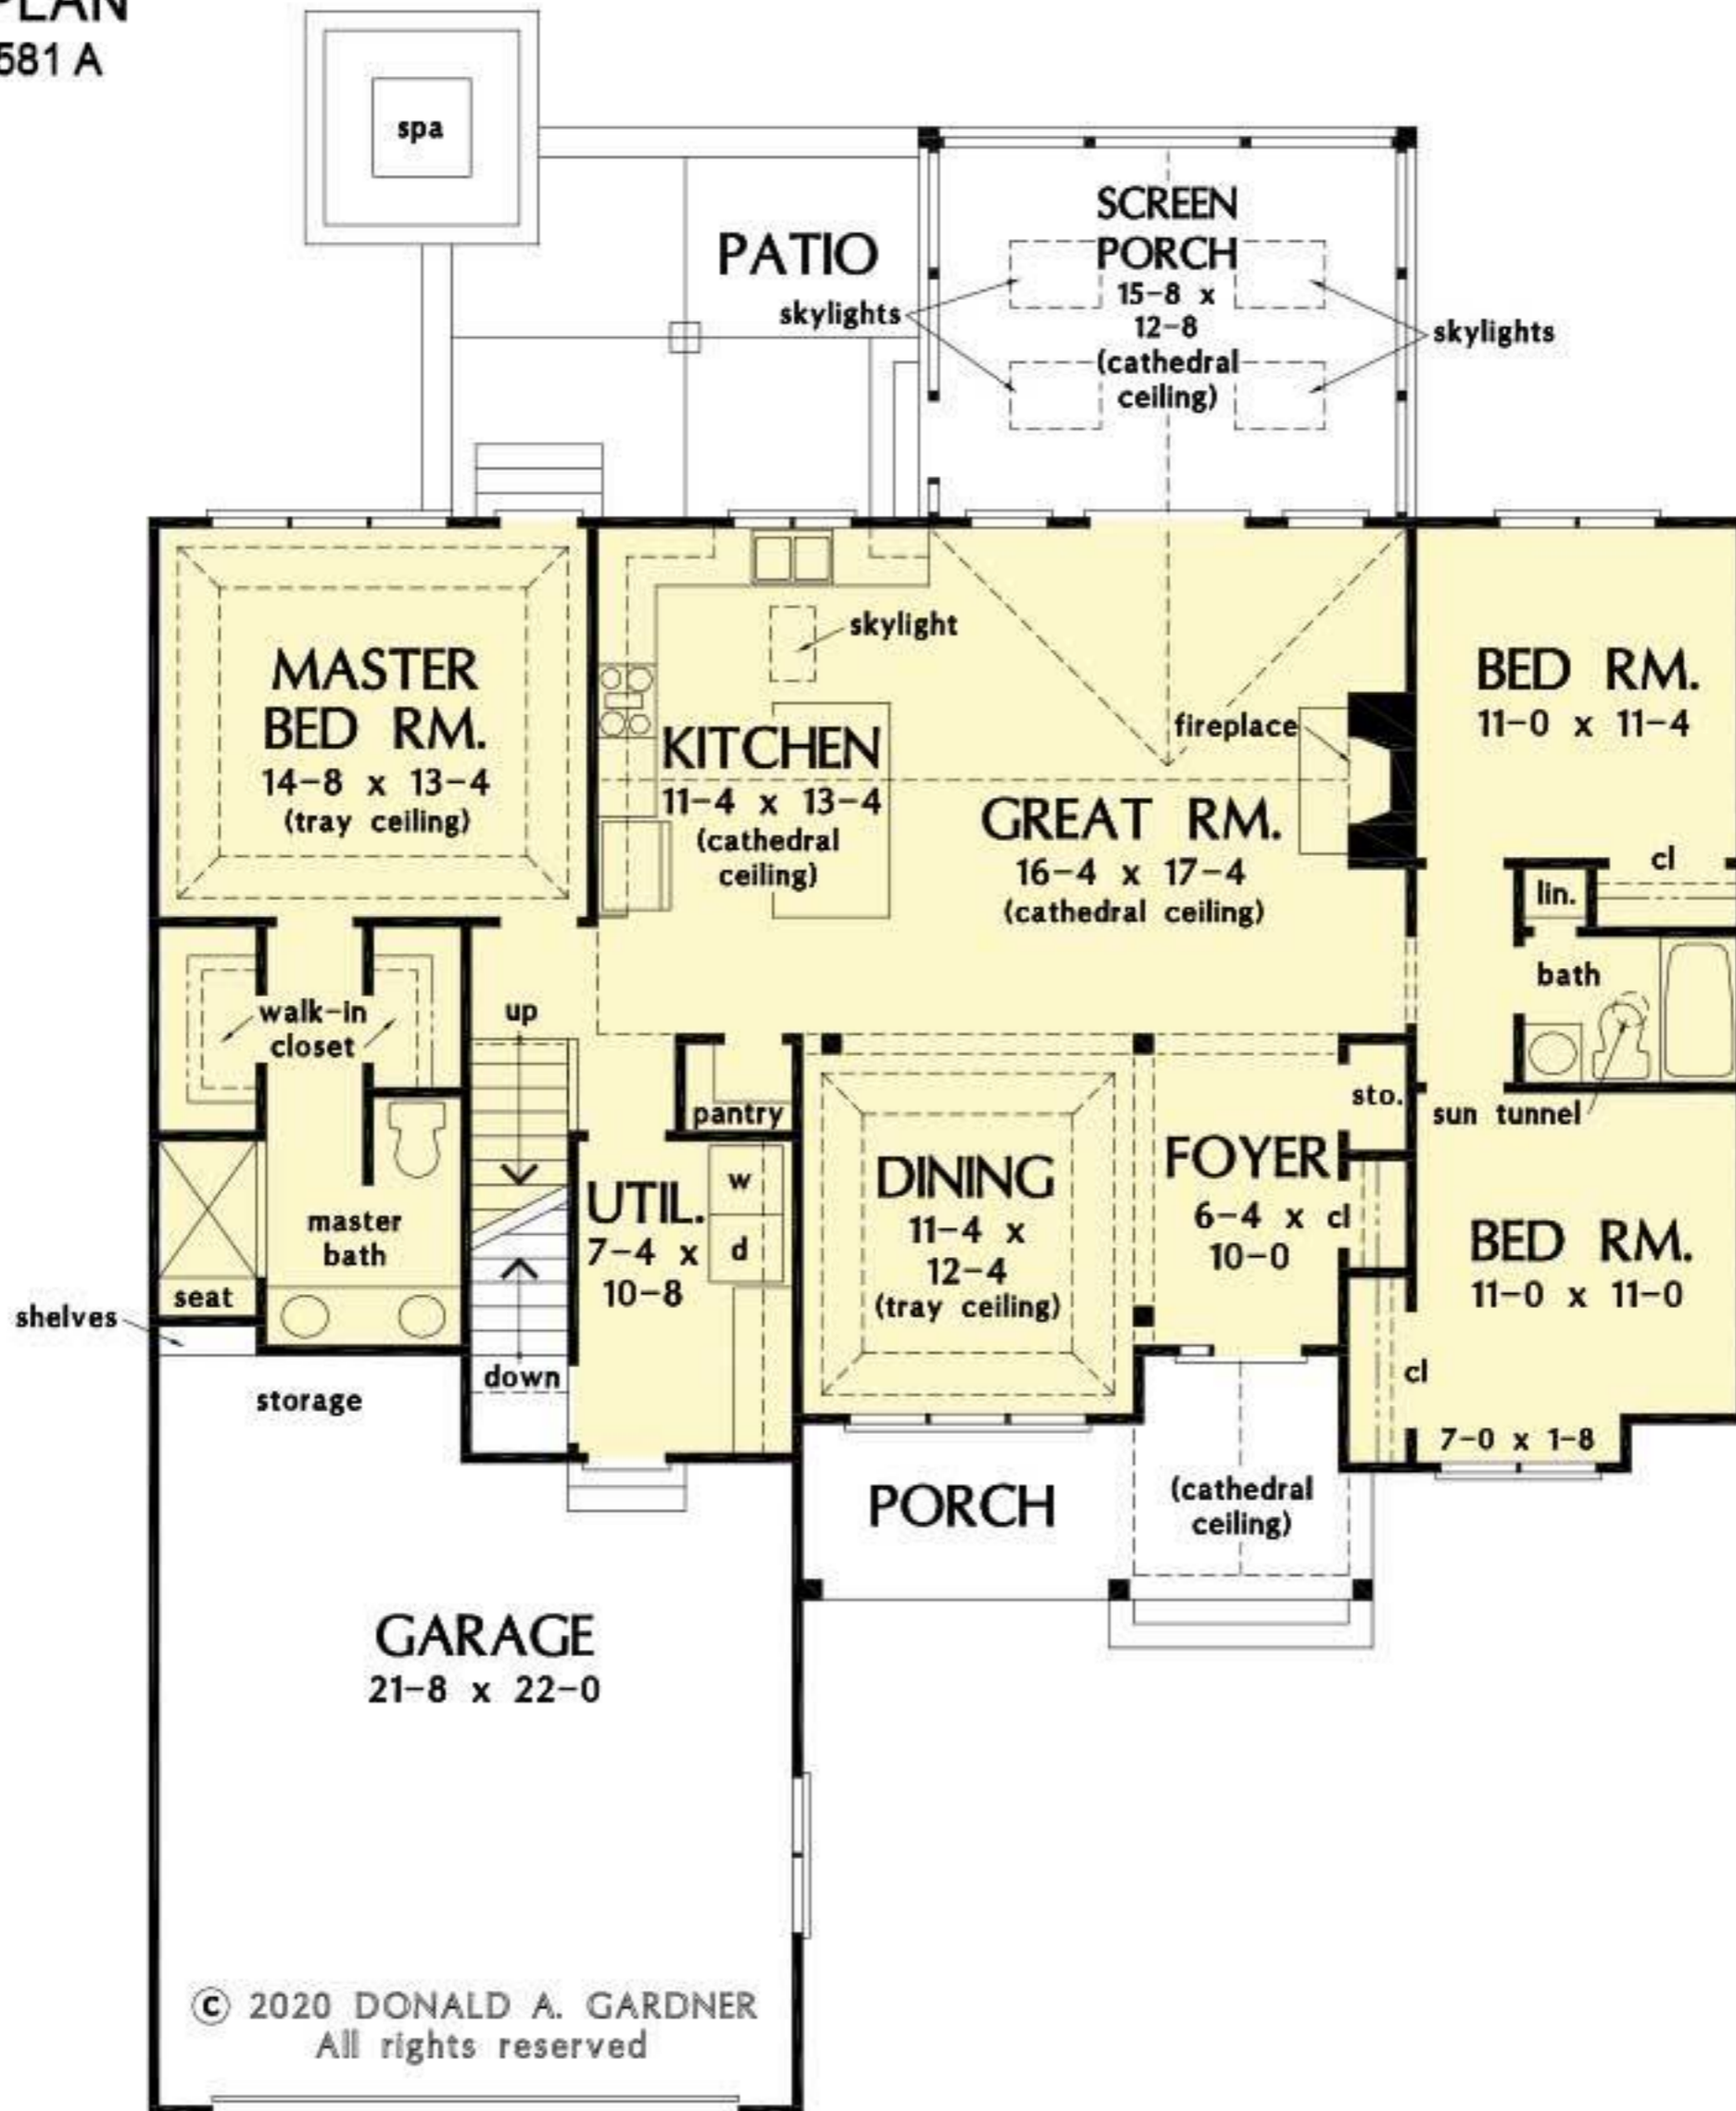 PLAN
581 A
spa
PATIO
SCREEN
PORCH
15-8 x
12-8
(cathedral
ceiling)
skylights
skylights
MASTER
BED RM.
14-8 x 13-4
(tray ceiling)
skylight
KITCHEN
11-4 x 13-4
(cathedral
ceiling)
fireplace
GREAT RM.
16-4 x 17-4
(cathedral ceiling)
BED RM.
11-0 x 11-4
cl
lin.
bath
sun tunnel
walk-in
closet
up
pantry
sto.
master
bath
seat
shelves
storage
down
UTIL.
7-4 x
10-8
w
d
DINING
11-4 x
12-4
(tray ceiling)
FOYER
6-4 x
10-0
cl
BED RM.
11-0 x 11-0
cl
7-0 x 1-8
PORCH
(cathedral
ceiling)
GARAGE
21-8 x 22-0
© 2020 DONALD A. GARDNER
All rights reserved